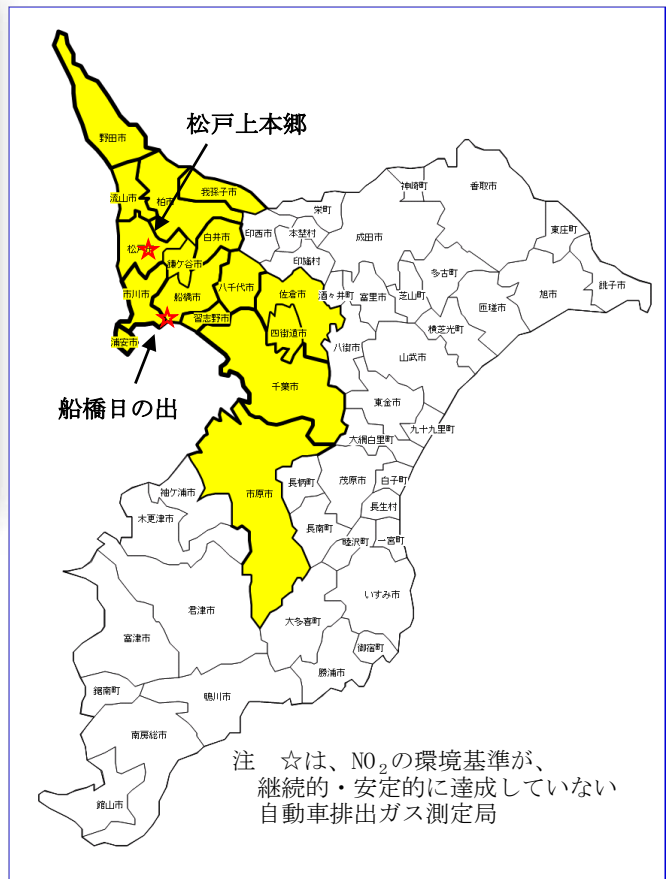 松戸上本郷
野田市
流山市
柏市
我孫子市
松戸市
鎌ケ谷市
白井市
市川市
船橋市
八千代市
習志野市
浦安市
佐倉市
四街道市
千葉市
市原市
船橋日の出
栄町
印西市
本埜村
印旛村
成田市
神崎町
香取市
東庄町
銚子市
旭市
匝瑳市
多古町
酒々井町
富里市
芝山町
横芝光町
八街市
山武市
東金市
九十九里町
大網白里町
袖ケ浦市
木更津市
長柄町
茂原市
白子町
長生村
長南町
睦沢町
一宮町
いすみ市
君津市
富津市
大多喜町
御宿町
勝浦市
鋸南町
鴨川市
南房総市
館山市
注　☆は、NO₂の環境基準が、
継続的・安定的に達成していない
自動車排出ガス測定局